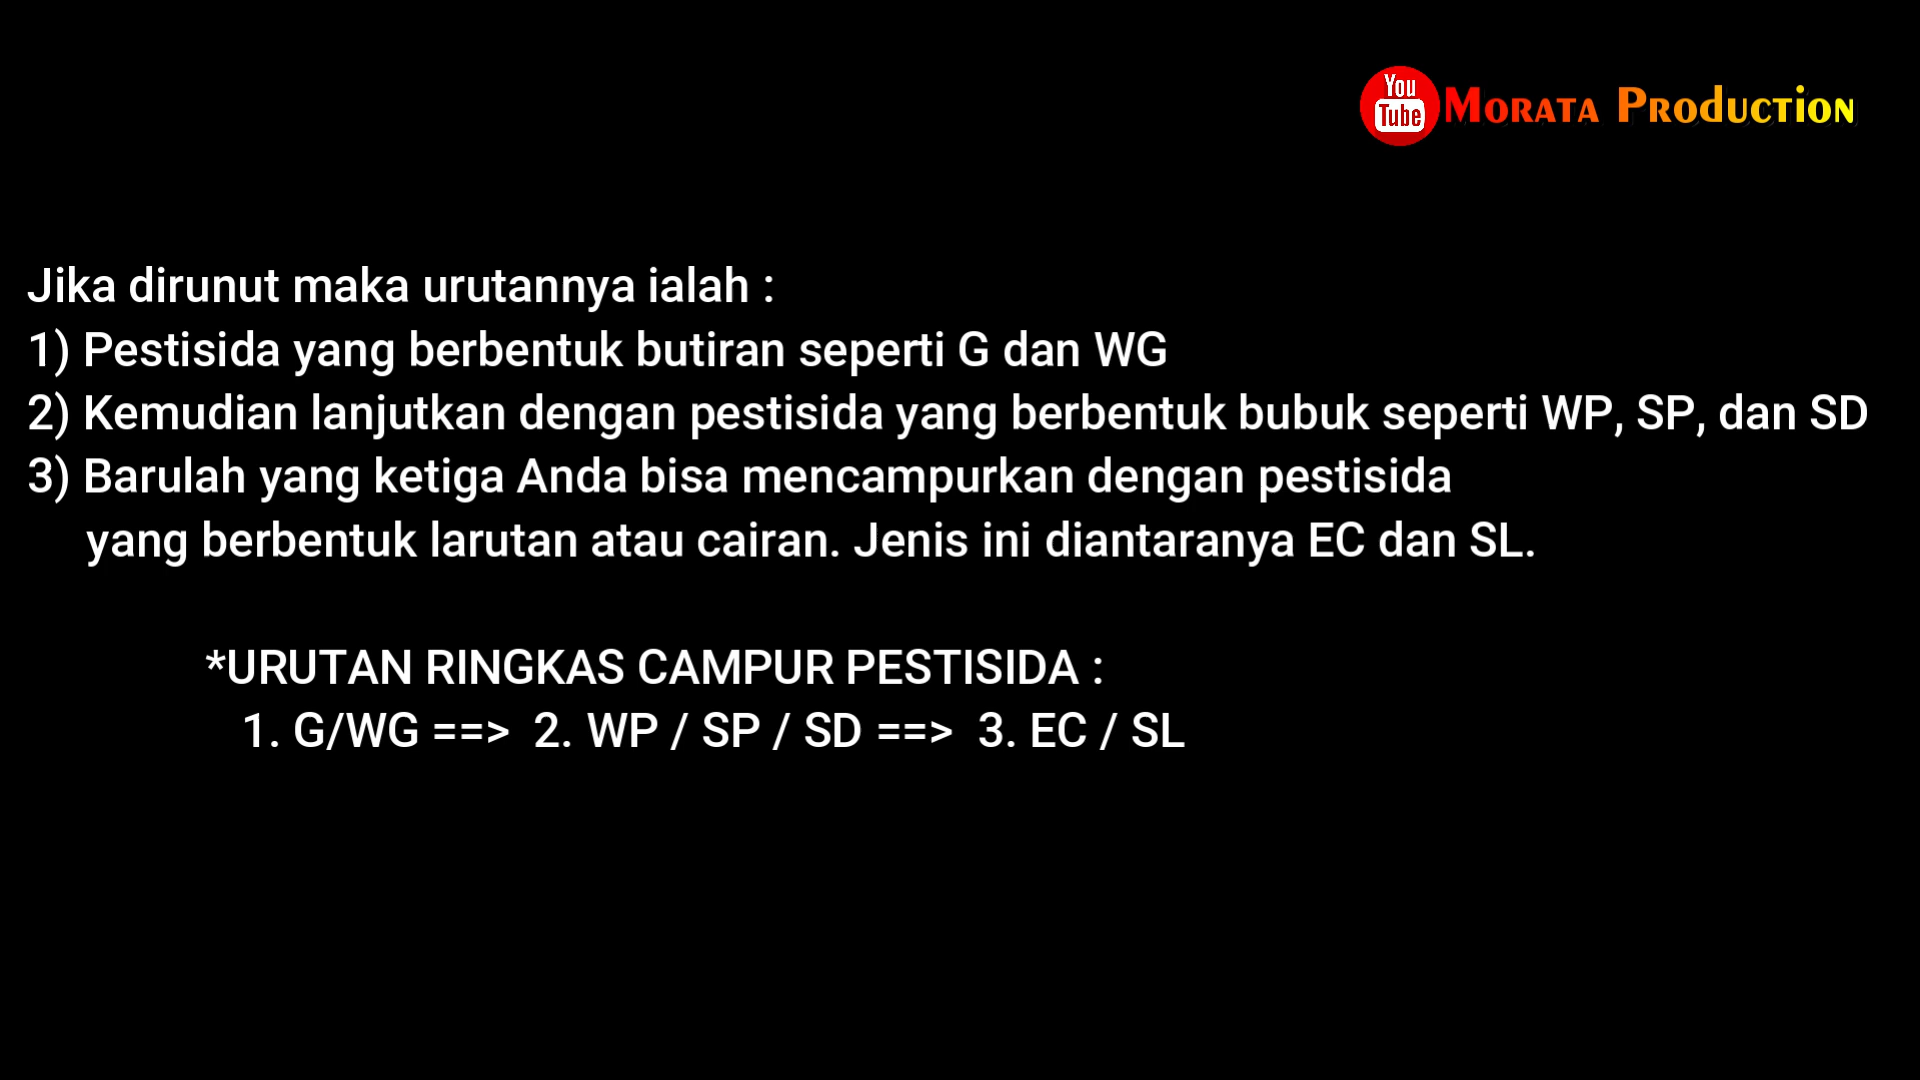 You
Tube
Morata Production
Jika dirunut maka urutannya ialah :
1) Pestisida yang berbentuk butiran seperti G dan WG
2) Kemudian lanjutkan dengan pestisida yang berbentuk bubuk seperti WP, SP, dan SD
3) Barulah yang ketiga Anda bisa mencampurkan dengan pestisida
yang berbentuk larutan atau cairan. Jenis ini diantaranya EC dan SL.
*URUTAN RINGKAS CAMPUR PESTISIDA :
1. G/WG ==> 2. WP / SP / SD ==> 3. EC / SL